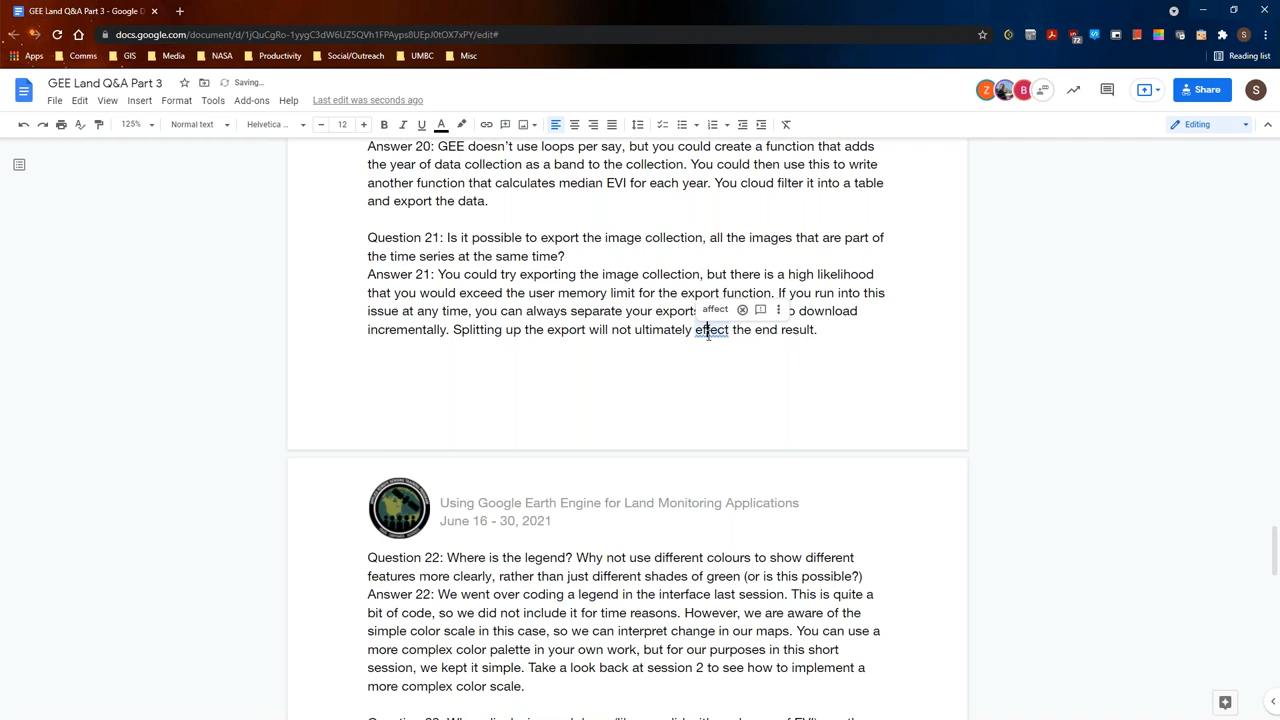 GEE Land Q&A Part 3 - Google D
docs.google.com/document/d/1jQuCgRo-1yygC3dW6UZ5QVh1FPAyps8UEpJ0tOX7xPY/edit#
Apps Comms GIS Media NASA Productivity Social/Outreach UMBC Misc Reading list
GEE Land Q&A Part 3 Saving...
File Edit View Insert Format Tools Add-ons Help Last edit was seconds ago
Z B Share S
125% Normal text Helvetica ... 12 B I U A Editing
Answer 20: GEE doesn't use loops per say, but you could create a function that adds
the year of data collection as a band to the collection. You could then use this to write
another function that calculates median EVI for each year. You cloud filter it into a table
and export the data.
Question 21: Is it possible to export the image collection, all the images that are part of
the time series at the same time?
Answer 21: You could try exporting the image collection, but there is a high likelihood
that you would exceed the user memory limit for the export function. If you run into this
issue at any time, you can always separate your exports o download
affect
incrementally. Splitting up the export will not ultimately effect the end result.
Using Google Earth Engine for Land Monitoring Applications
June 16 - 30, 2021
Question 22: Where is the legend? Why not use different colours to show different
features more clearly, rather than just different shades of green (or is this possible?)
Answer 22: We went over coding a legend in the interface last session. This is quite a
bit of code, so we did not include it for time reasons. However, we are aware of the
simple color scale in this case, so we can interpret change in our maps. You can use a
more complex color palette in your own work, but for our purposes in this short
session, we kept it simple. Take a look back at session 2 to see how to implement a
more complex color scale.